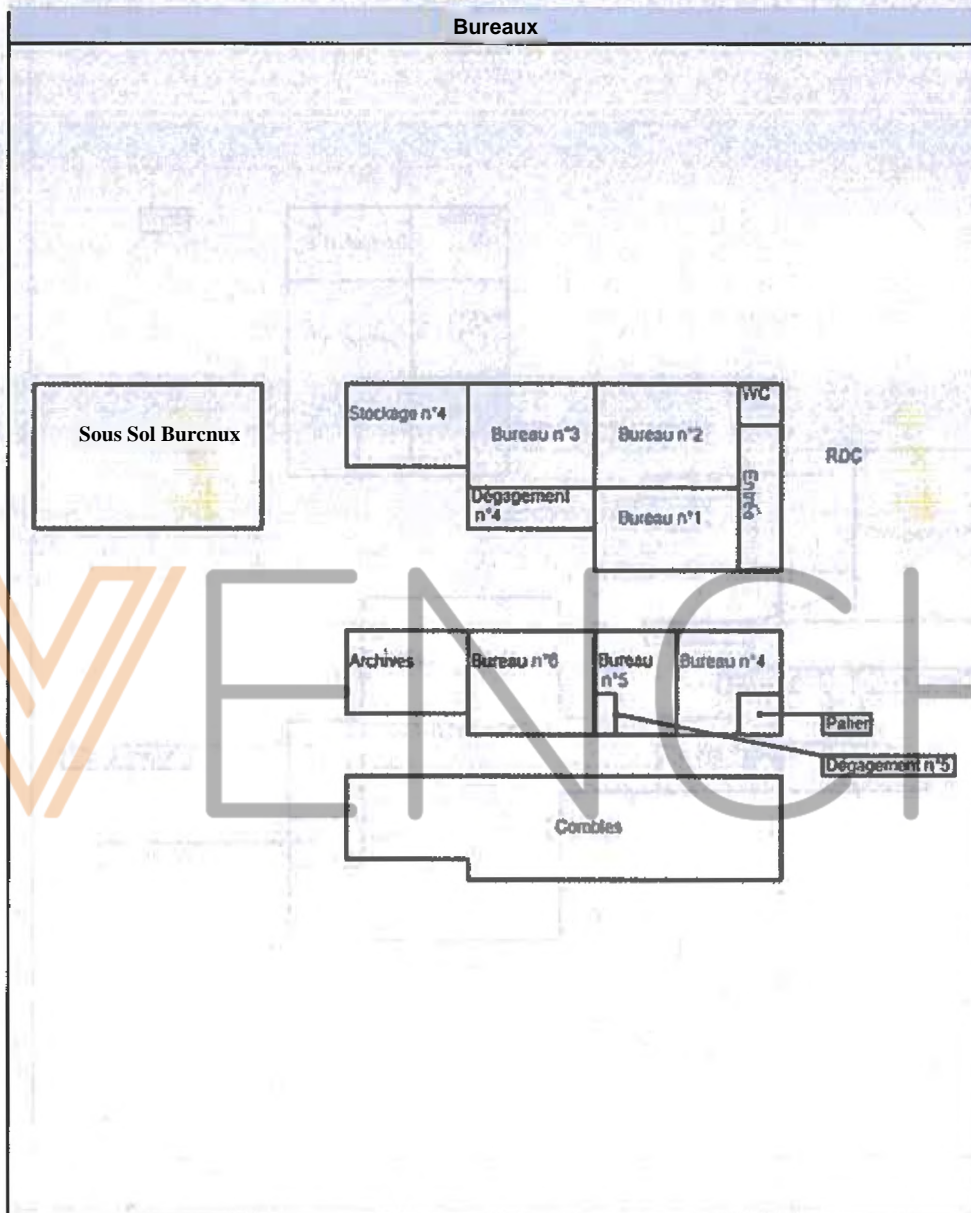 Bureaux
Stockage n°4
Bureau n°3
Bureau n°2
WC
Sous Sol Burcnux
RDC
Dégagement
n°4
Bureau n°1
Archives
Bureau n°6
Bureau
n°5
Bureau n°4
Palier
Dégagement n°5
Combles
VENCH